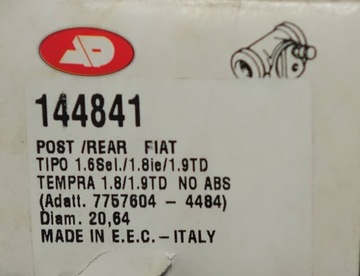 144841
POST /REAR FIAT
TIPO 1.6Sel./1.8ie/1.9TD
TEMPRA 1.8/1.9TD NO ABS
(Adatt. 7757604 - 4484)
Diam. 20,64
MADE IN E.E.C. - ITALY